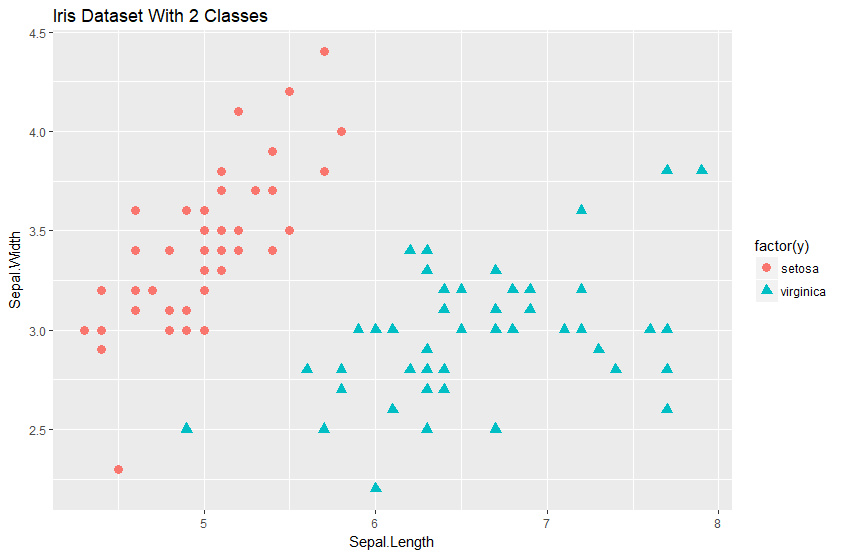 Iris Dataset With 2 Classes
4.5
4.0
3.5
3.0
2.5
Sepal.Width
5 6 7 8
Sepal.Length
factor(y)
setosa
virginica